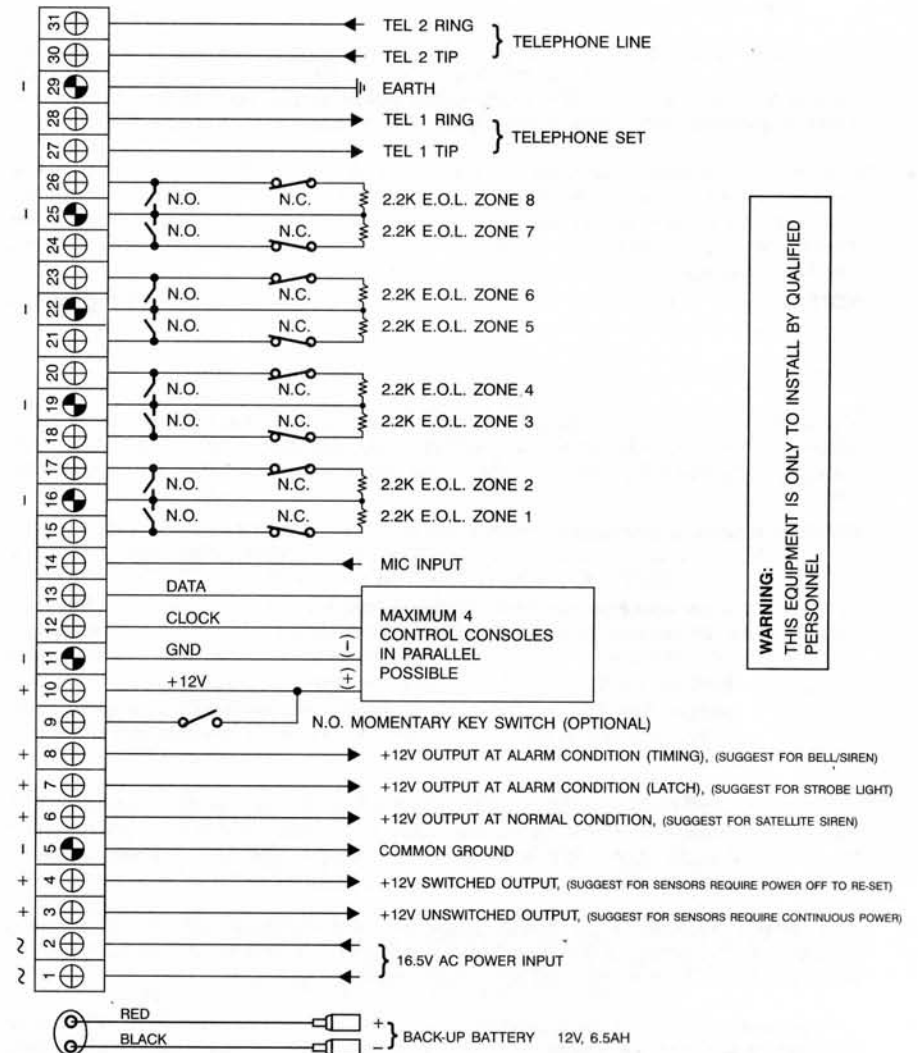 31 TEL 2 RING
TELEPHONE LINE
30 TEL 2 TIP
− 29 EARTH
28 TEL 1 RING
TELEPHONE SET
27 TEL 1 TIP
26
N.O. N.C. 2.2K E.O.L. ZONE 8
− 25
N.O. N.C. 2.2K E.O.L. ZONE 7
24
23
N.O. N.C. 2.2K E.O.L. ZONE 6
− 22
N.O. N.C. 2.2K E.O.L. ZONE 5
21
20
N.O. N.C. 2.2K E.O.L. ZONE 4
− 19
N.O. N.C. 2.2K E.O.L. ZONE 3
18
17
N.O. N.C. 2.2K E.O.L. ZONE 2
− 16
N.O. N.C. 2.2K E.O.L. ZONE 1
15
14 MIC INPUT
13 DATA
12 CLOCK
− 11 GND (−)
+ 10 +12V (+)
MAXIMUM 4
CONTROL CONSOLES
IN PARALLEL
POSSIBLE
9 N.O. MOMENTARY KEY SWITCH (OPTIONAL)
+ 8 +12V OUTPUT AT ALARM CONDITION (TIMING), (SUGGEST FOR BELL/SIREN)
+ 7 +12V OUTPUT AT ALARM CONDITION (LATCH), (SUGGEST FOR STROBE LIGHT)
+ 6 +12V OUTPUT AT NORMAL CONDITION, (SUGGEST FOR SATELLITE SIREN)
− 5 COMMON GROUND
+ 4 +12V SWITCHED OUTPUT, (SUGGEST FOR SENSORS REQUIRE POWER OFF TO RE-SET)
+ 3 +12V UNSWITCHED OUTPUT, (SUGGEST FOR SENSORS REQUIRE CONTINUOUS POWER)
~ 2
16.5V AC POWER INPUT
~ 1
RED +
BLACK −
BACK-UP BATTERY 12V, 6.5AH
WARNING:
THIS EQUIPMENT IS ONLY TO INSTALL BY QUALIFIED
PERSONNEL